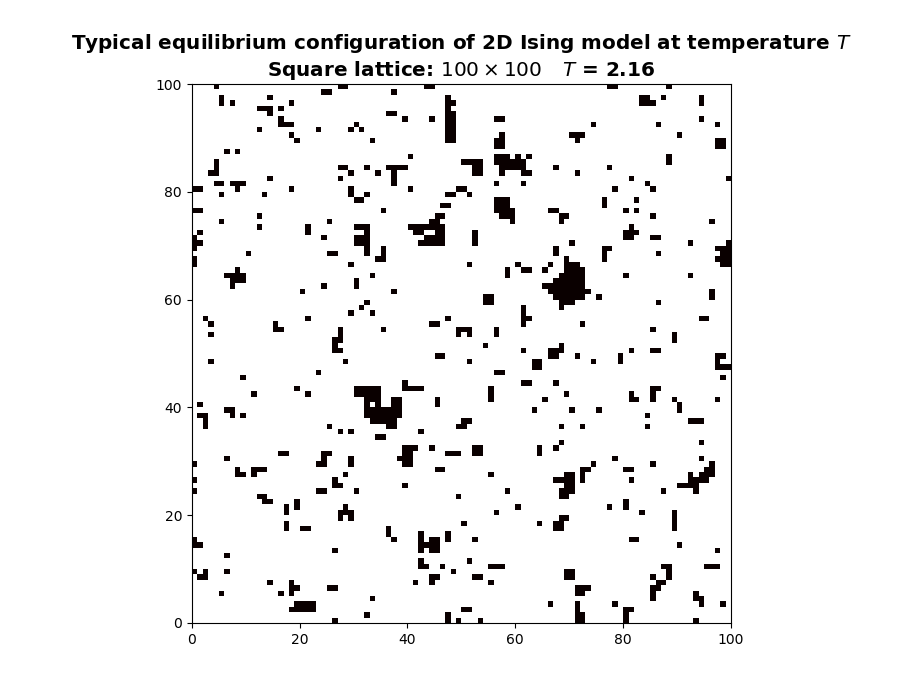 Typical equilibrium configuration of 2D Ising model at temperature T
Square lattice: 100 × 100 T = 2.16
100
80
60
40
20
0
0 20 40 60 80 100